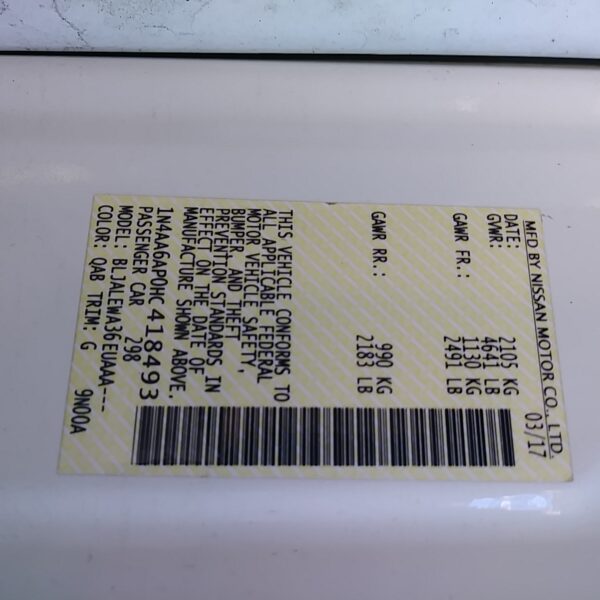 MFD BY NISSAN MOTOR CO., LTD.
DATE: 03/17
GVWR: 2105 KG
4641 LB
GAWR FR.: 1130 KG
2491 LB
GAWR RR.: 990 KG
2183 LB
THIS VEHICLE CONFORMS TO
ALL APPLICABLE FEDERAL
MOTOR VEHICLE SAFETY,
BUMPER, AND THEFT
PREVENTION STANDARDS IN
EFFECT ON THE DATE OF
MANUFACTURE SHOWN ABOVE.
1N4AA6AP0HC418493
PASSENGER CAR 298
MODEL: BLJALEWA36EUAAA---
COLOR: QAB TRIM: G 9N00A